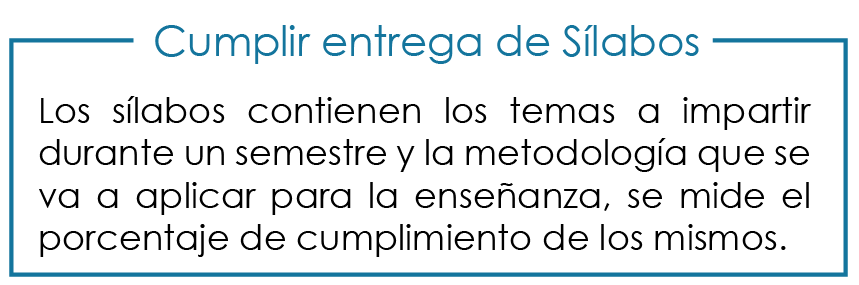 Cumplir entrega de Sílabos
Los sílabos contienen los temas a impartir
durante un semestre y la metodología que se
va a aplicar para la enseñanza, se mide el
porcentaje de cumplimiento de los mismos.